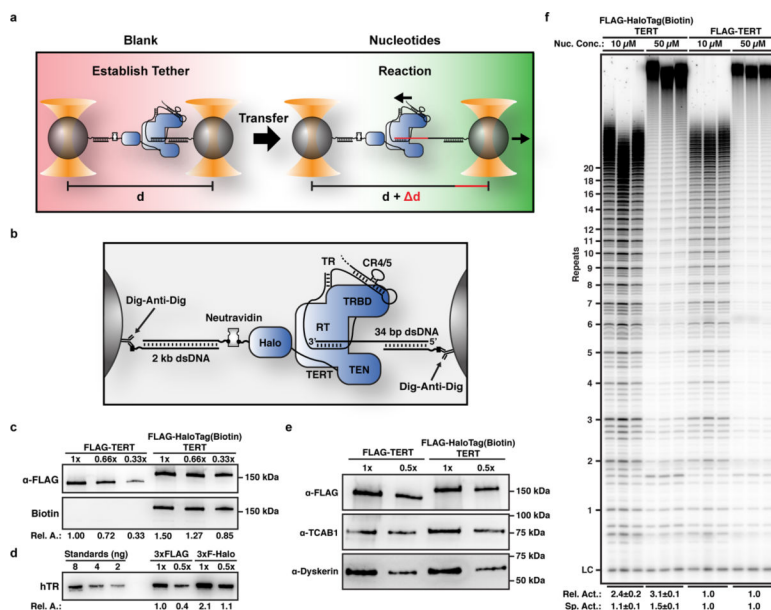 a
Blank
Nucleotides
Establish Tether
Reaction
Transfer
d
d + Δd
b
TR
CR4/5
TRBD
Dig-Anti-Dig
Neutravidin
RT
34 bp dsDNA
Halo
3'
5'
2 kb dsDNA
TERT
TEN
Dig-Anti-Dig
c
FLAG-TERT
FLAG-HaloTag(Biotin)
TERT
1x 0.66x 0.33x 1x 0.66x 0.33x
α-FLAG
150 kDa
Biotin
150 kDa
Rel. A.: 1.00 0.72 0.33 1.50 1.27 0.85
d
Standards (ng) 3xFLAG 3xF-Halo
8 4 2 1x 0.5x 1x 0.5x
hTR
Rel. A.: 1.0 0.4 2.1 1.1
e
FLAG-TERT
FLAG-HaloTag(Biotin)
TERT
1x 0.5x 1x 0.5x
α-FLAG
150 kDa
100 kDa
α-TCAB1
75 kDa
75 kDa
α-Dyskerin
50 kDa
f
FLAG-HaloTag(Biotin)
TERT FLAG-TERT
Nuc. Conc.: 10 µM 50 µM 10 µM 50 µM
Repeats
20
18
16
14
13
12
11
10
9
8
7
6
5
4
3
2
1
LC
Rel. Act.: 2.4±0.2 3.1±0.1 1.0 1.0
Sp. Act.: 1.1±0.1 1.5±0.1 1.0 1.0